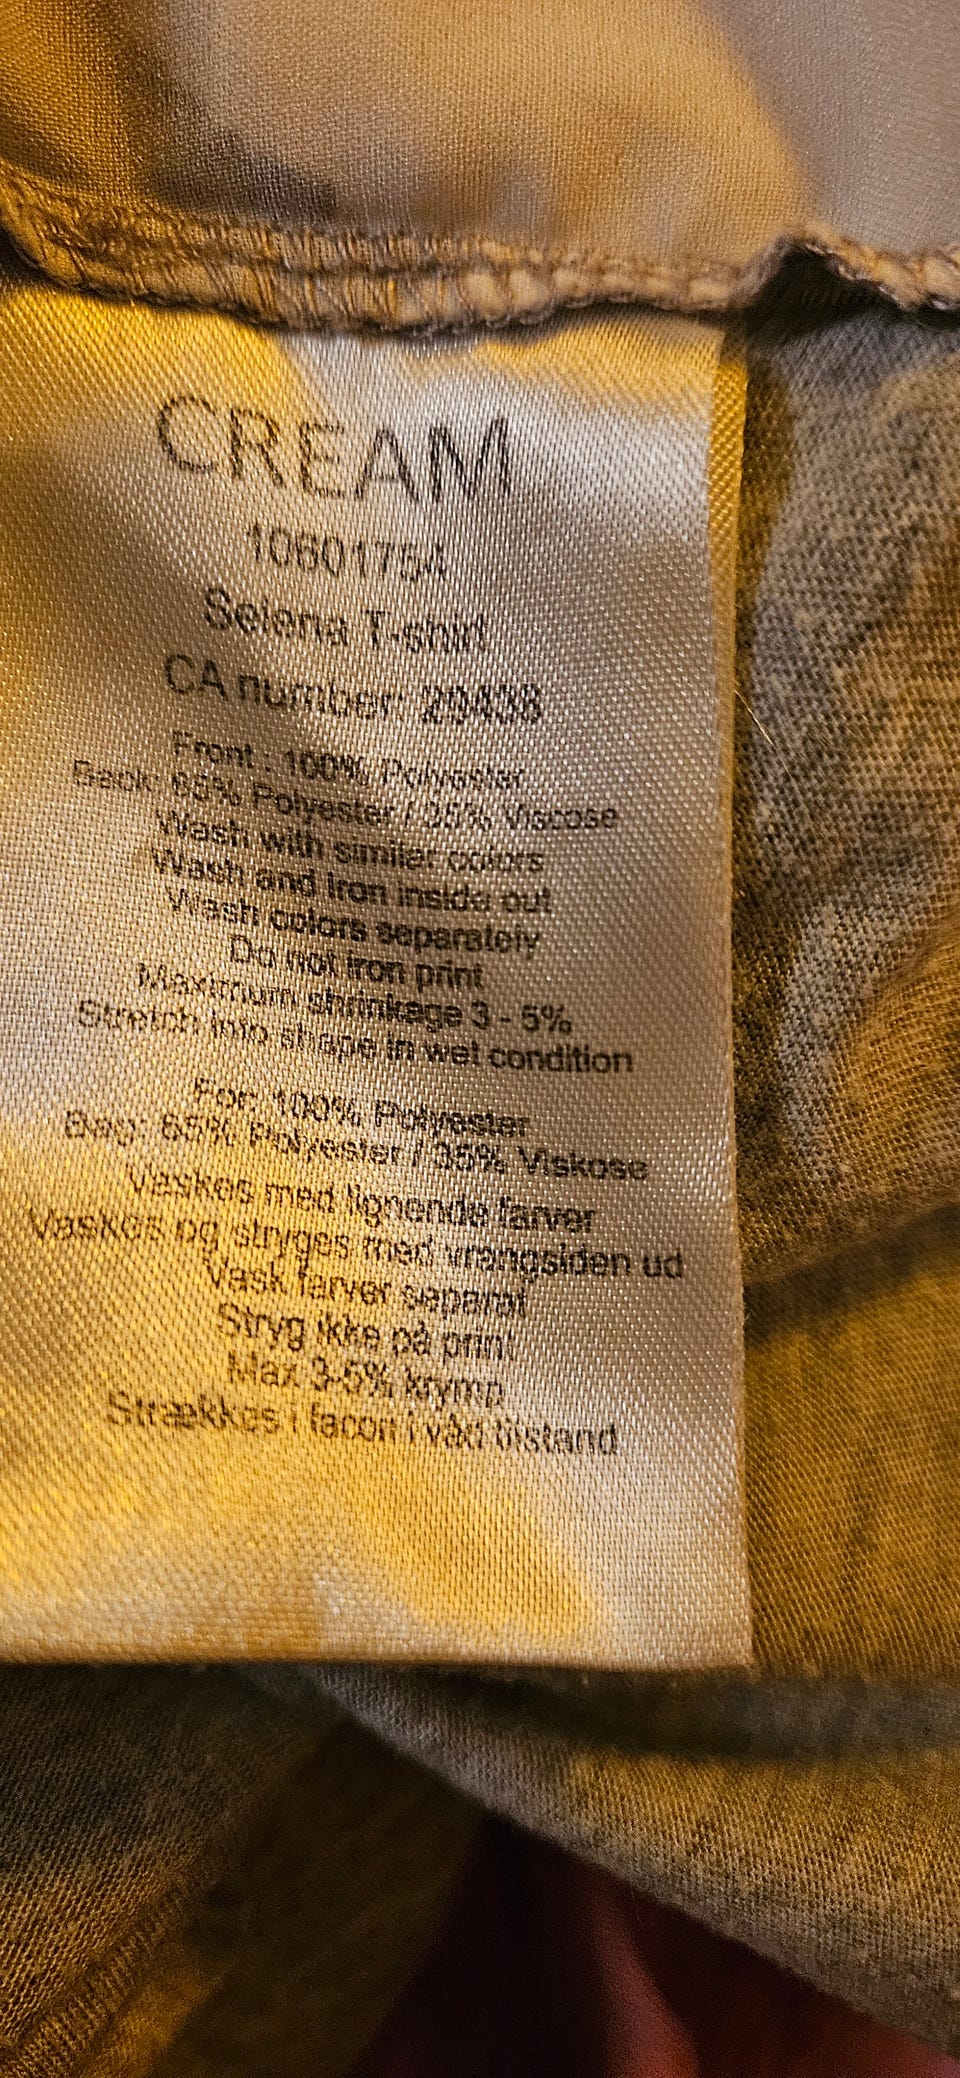 CREAM
10601754
Selena T-shirt
CA number: 29438
Front : 100% Polyester
Back: 65% Polyester / 35% Viscose
Wash with similar colors
Wash and Iron inside out
Wash colors separately
Do not iron print
Maximum shrinkage 3 - 5%
Stretch into shape in wet condition
For: 100% Polyester
Bag: 65% Polyester / 35% Viskose
Vaskes med lignende farver
Vaskes og stryges med vrangsiden ud
Vask farver separat
Stryg ikke på print
Max 3-5% krymp
Strækkes i facon i våd tilstand